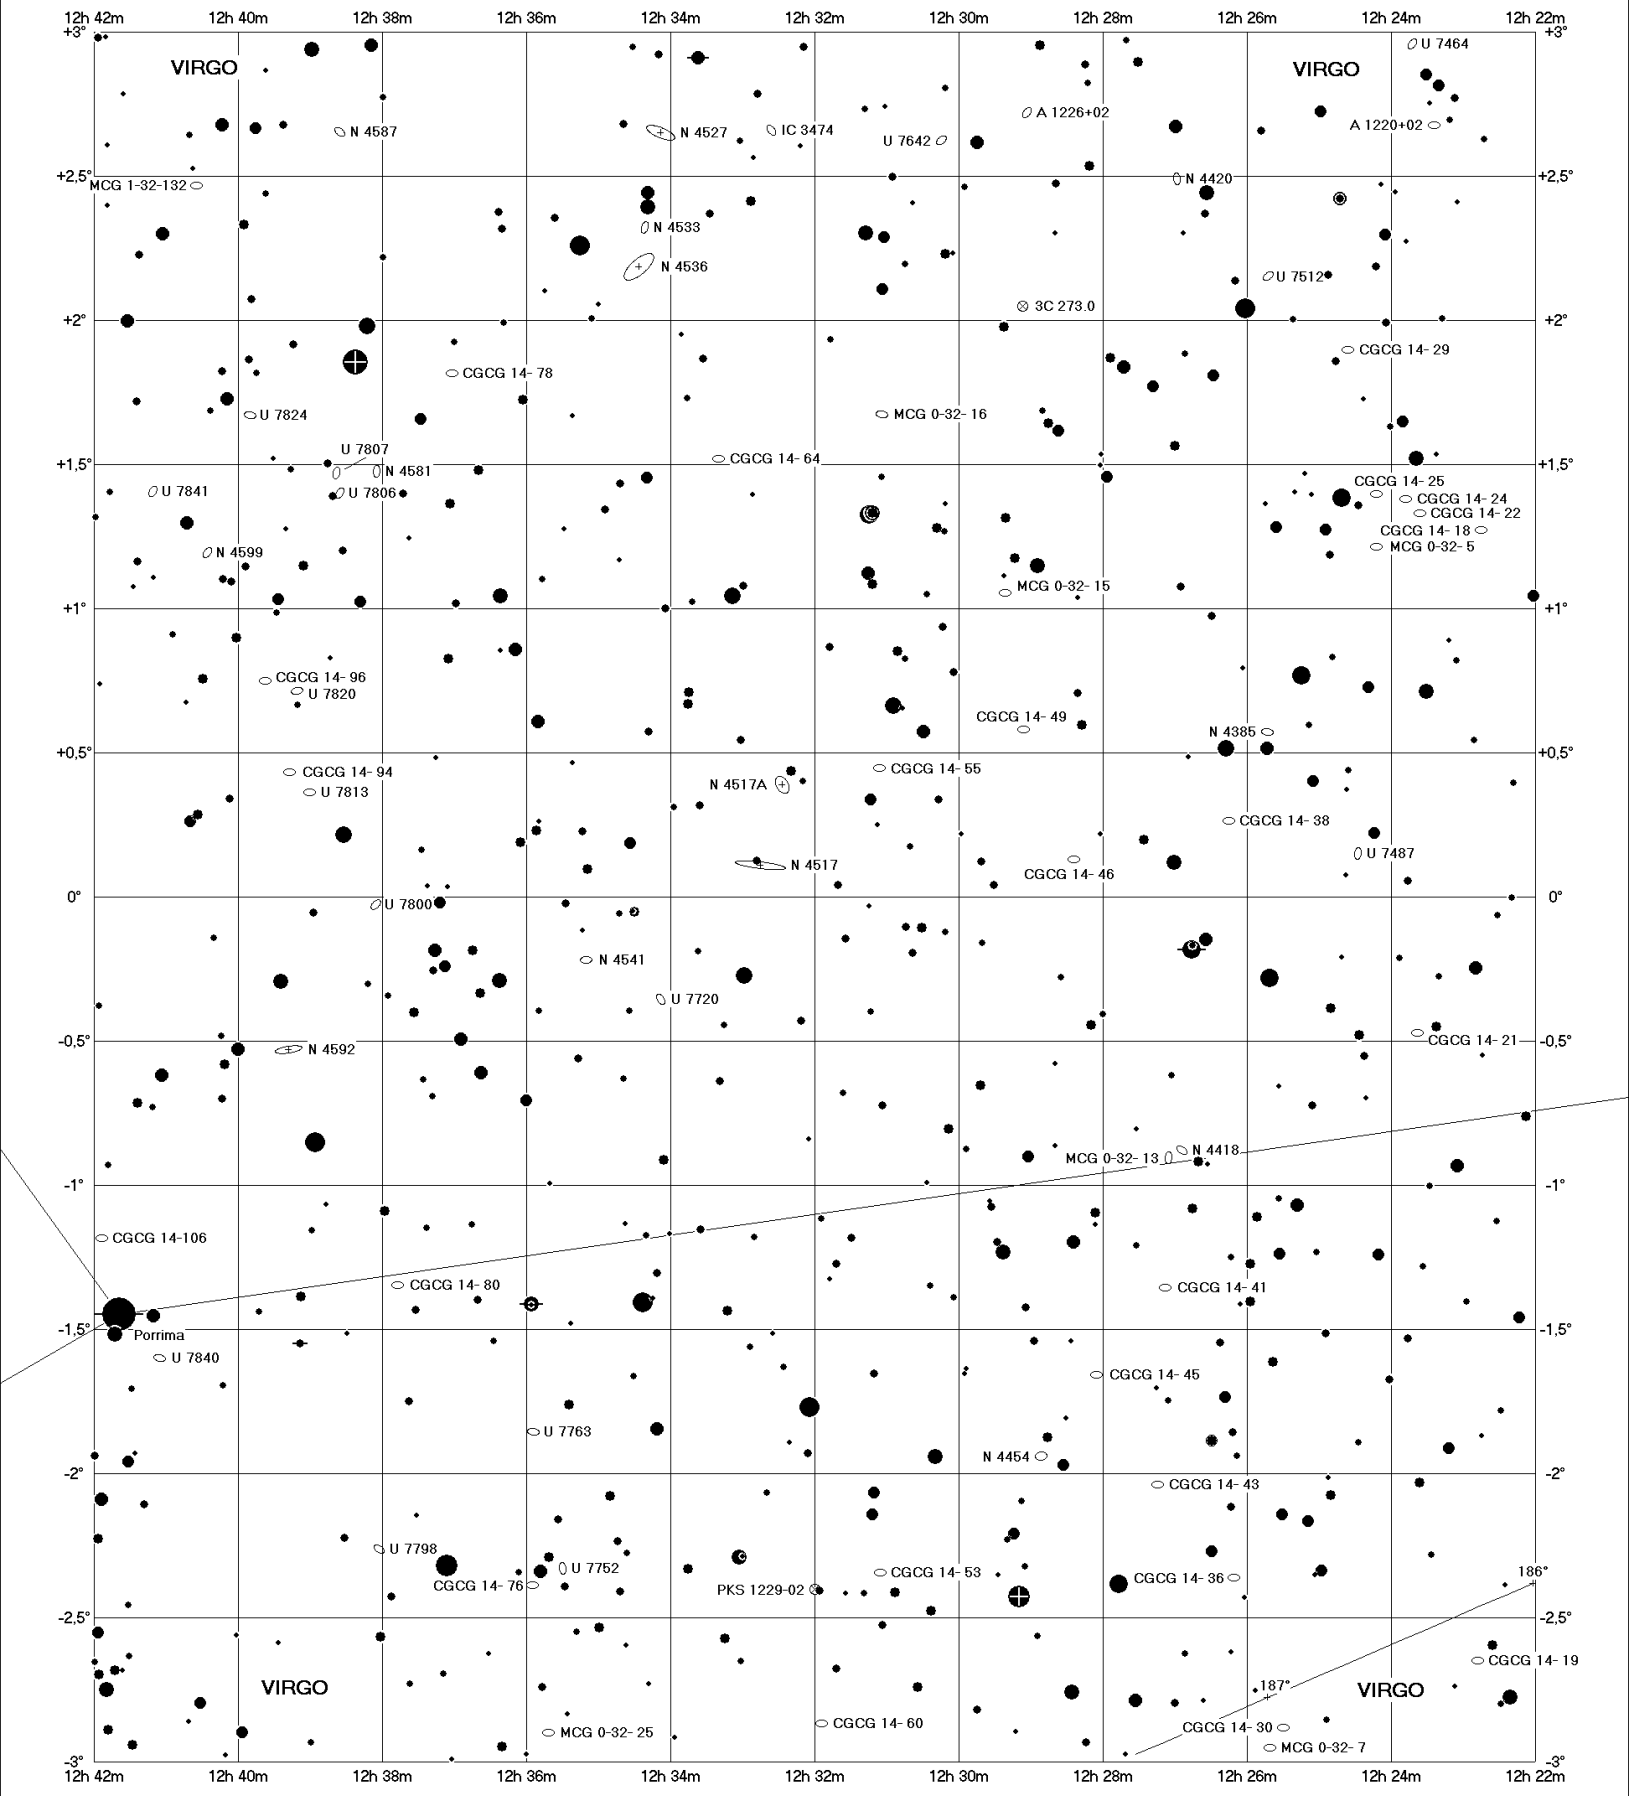 12h 42m 12h 40m 12h 38m 12h 36m 12h 34m 12h 32m 12h 30m 12h 28m 12h 26m 12h 24m 12h 22m
+3° +3°
U 7464
VIRGO VIRGO
A 1226+02
A 1220+02
N 4587 N 4527 IC 3474
U 7642
+2,5° +2,5°
N 4420
MCG 1-32-132
N 4533
N 4536
U 7512
3C 273.0
+2° +2°
CGCG 14- 29
CGCG 14- 78
U 7824 MCG 0-32- 16
U 7807
CGCG 14- 64
+1,5° +1,5°
N 4581
CGCG 14- 25
U 7841 U 7806
CGCG 14- 24
CGCG 14- 22
CGCG 14- 18
MCG 0-32- 5
N 4599
MCG 0-32- 15
+1° +1°
CGCG 14- 96
U 7820
CGCG 14- 49
N 4385
+0,5° +0,5°
CGCG 14- 94 CGCG 14- 55
N 4517A
U 7813
CGCG 14- 38
U 7487
N 4517
CGCG 14- 46
0° 0°
U 7800
N 4541
U 7720
-0,5° -0,5°
CGCG 14- 21
N 4592
N 4418
MCG 0-32- 13
-1° -1°
CGCG 14-106
CGCG 14- 80 CGCG 14- 41
-1,5° -1,5°
Porrima
U 7840
CGCG 14- 45
U 7763
N 4454
-2° -2°
CGCG 14- 43
U 7798
U 7752
CGCG 14- 53 186°
CGCG 14- 36
CGCG 14- 76
PKS 1229-02
-2,5° -2,5°
CGCG 14- 19
187°
VIRGO VIRGO
CGCG 14- 60
CGCG 14- 30
MCG 0-32- 25
MCG 0-32- 7
-3° -3°
12h 42m 12h 40m 12h 38m 12h 36m 12h 34m 12h 32m 12h 30m 12h 28m 12h 26m 12h 24m 12h 22m